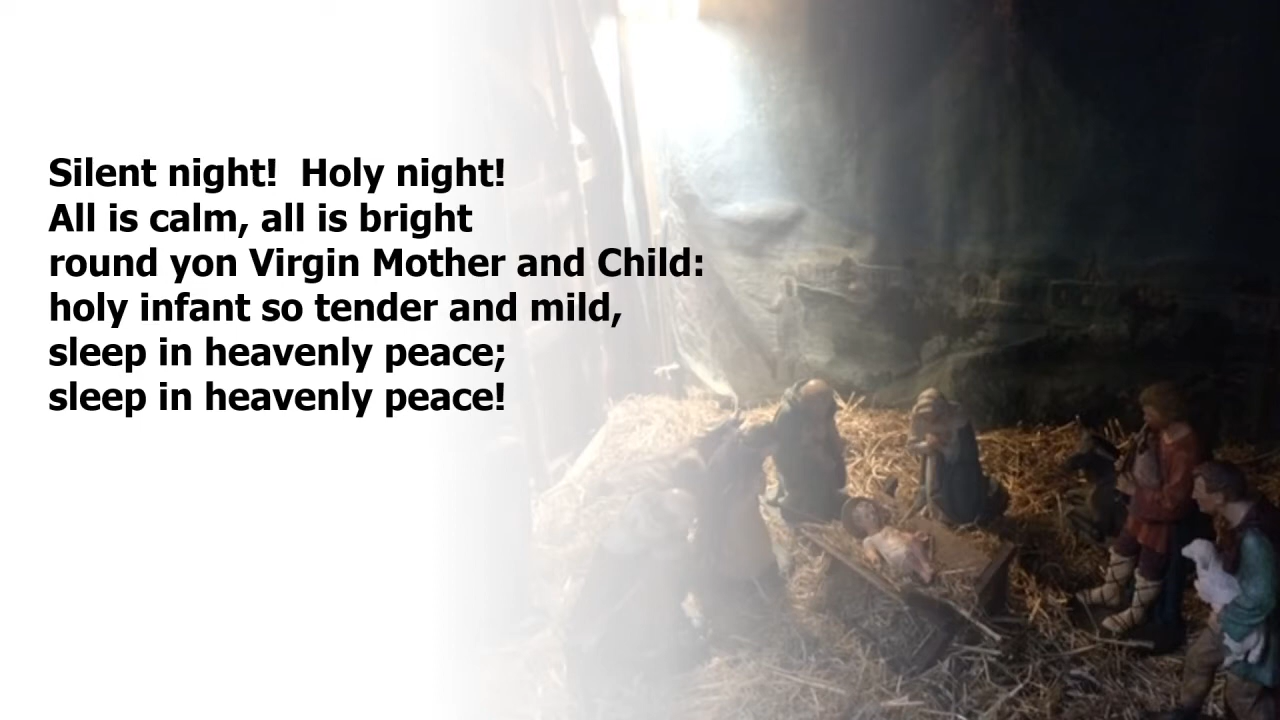 Silent night!  Holy night!
All is calm, all is bright
round yon Virgin Mother and Child:
holy infant so tender and mild,
sleep in heavenly peace;
sleep in heavenly peace!